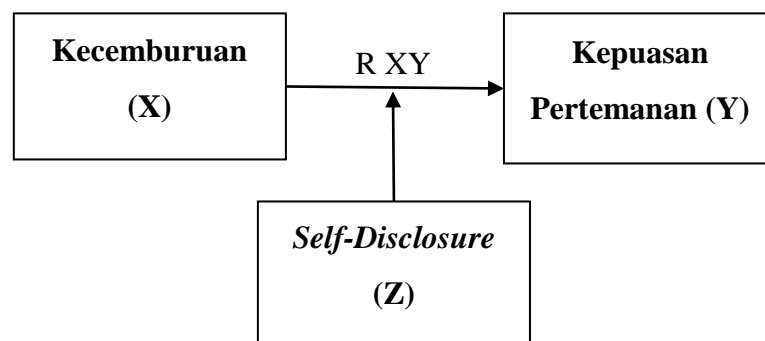 Kecemburuan
(X)
R XY
Kepuasan
Pertemanan (Y)
Self-Disclosure
(Z)